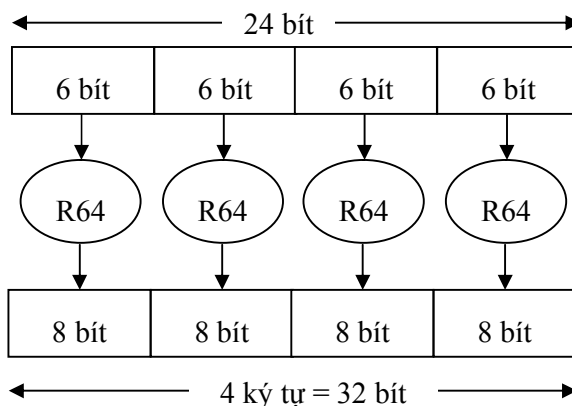 24 bít
6 bít 6 bít 6 bít 6 bít
R64 R64 R64 R64
8 bít 8 bít 8 bít 8 bít
4 ký tự = 32 bít